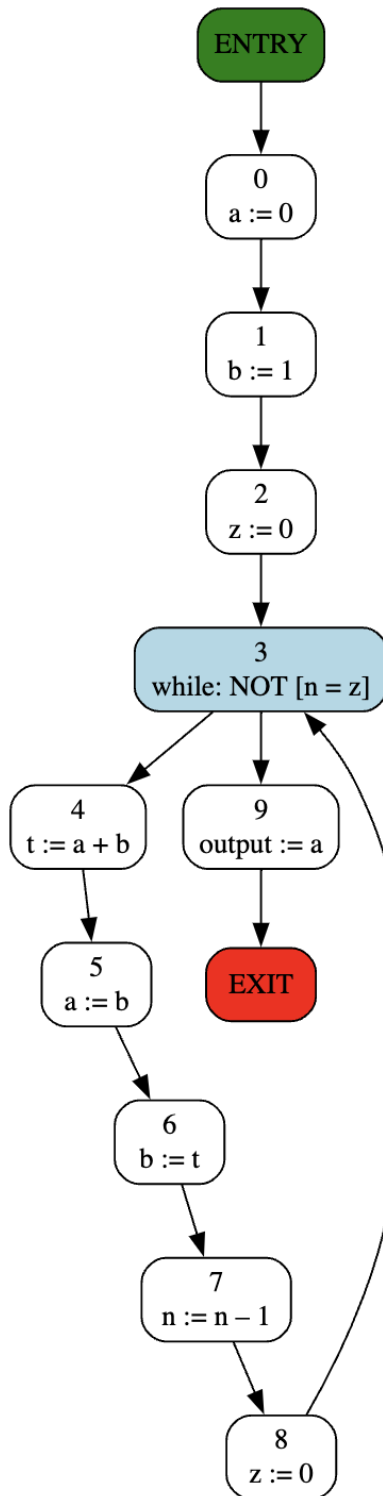 ENTRY
0
a := 0
1
b := 1
2
z := 0
3
while: NOT [n = z]
4
t := a + b
9
output := a
5
a := b
EXIT
6
b := t
7
n := n – 1
8
z := 0